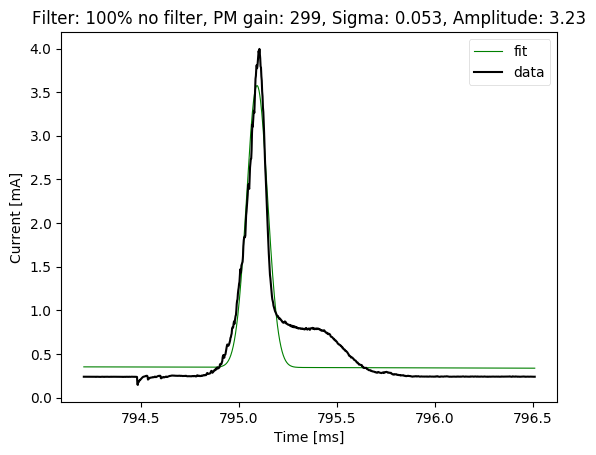 Filter: 100% no filter, PM gain: 299, Sigma: 0.053, Amplitude: 3.23
fit
data
4.0
3.5
3.0
2.5
2.0
1.5
1.0
0.5
0.0
Current [mA]
794.5 795.0 795.5 796.0 796.5
Time [ms]